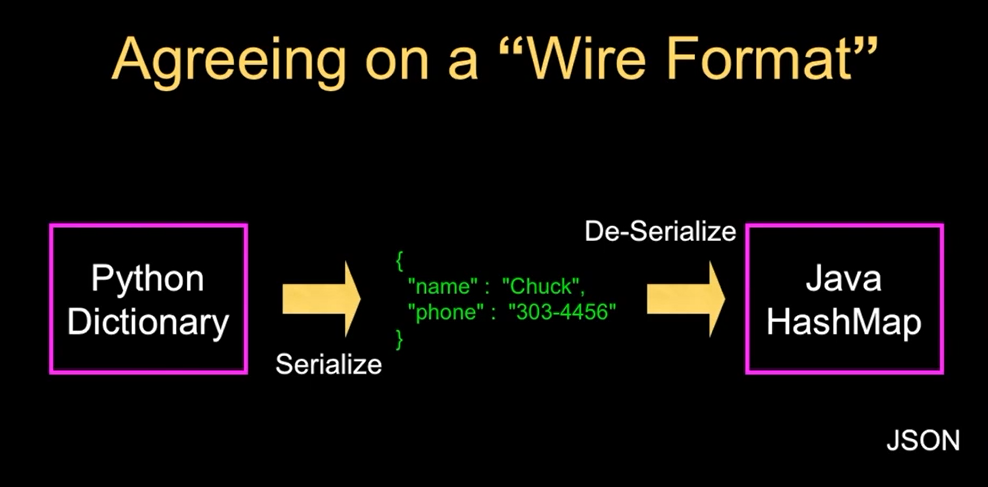 Agreeing on a “Wire Format”
Python
Dictionary
Serialize
{
"name" : "Chuck",
"phone" : "303-4456"
}
De-Serialize
Java
HashMap
JSON